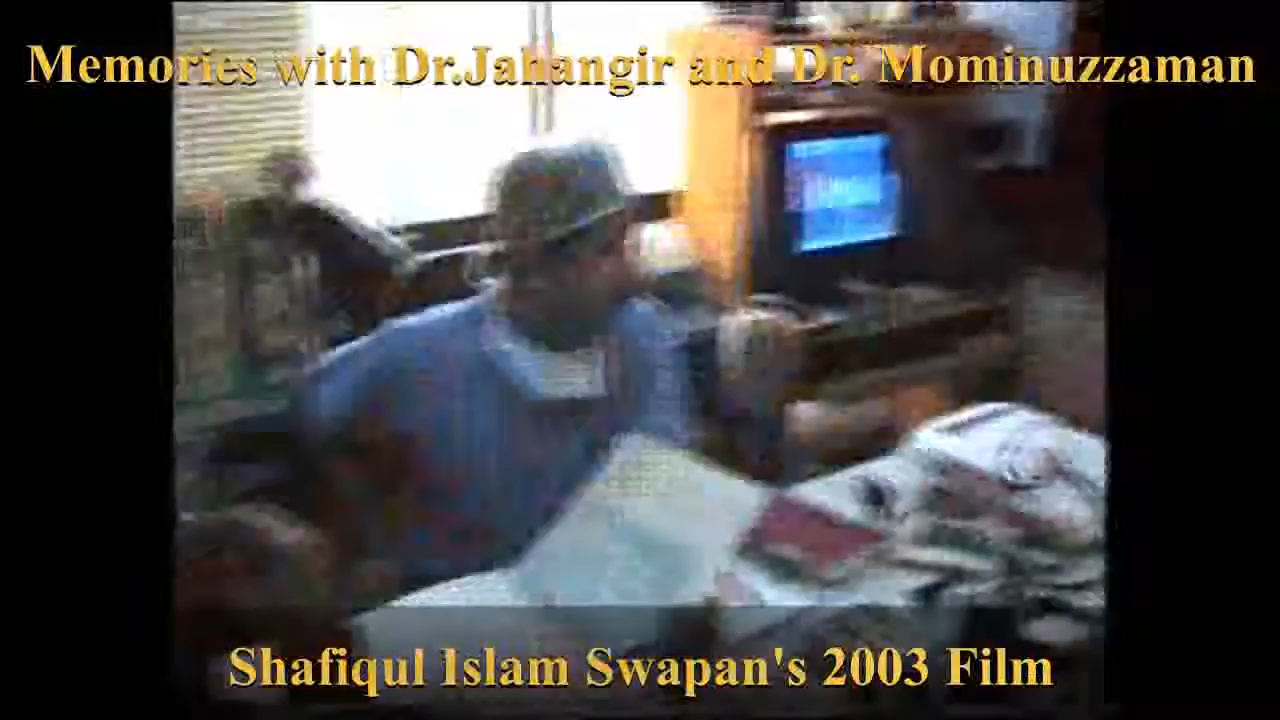 Memories with Dr.Jahangir and Dr. Mominuzzaman
Shafiqul Islam Swapan's 2003 Film